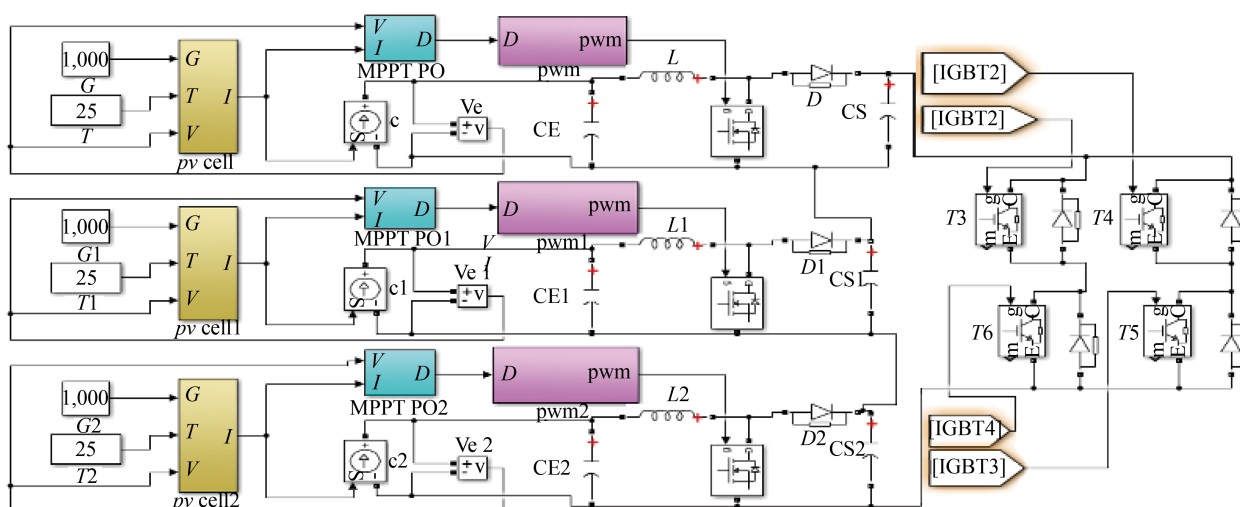 1,000
G
25
T
G
T
V
I
pv cell
V
I
D
MPPT PO
D
pwm
pwm
S
c
Ve
v
CE
L
D
CS
[IGBT2]
[IGBT2]
1,000
G1
25
T1
G
T
V
I
pv cell1
V
I
D
MPPT PO1
D
pwm
pwm1
V
I
S
c1
Ve 1
v
CE1
L1
D1
CS1
T3
g
C
m
E
T4
g
C
m
E
T6
g
C
m
E
T5
g
C
m
E
1,000
G2
25
T2
G
T
V
I
pv cell2
V
I
D
MPPT PO2
D
pwm
pwm2
S
c2
Ve 2
v
CE2
L2
D2
CS2
[IGBT4]
[IGBT3]